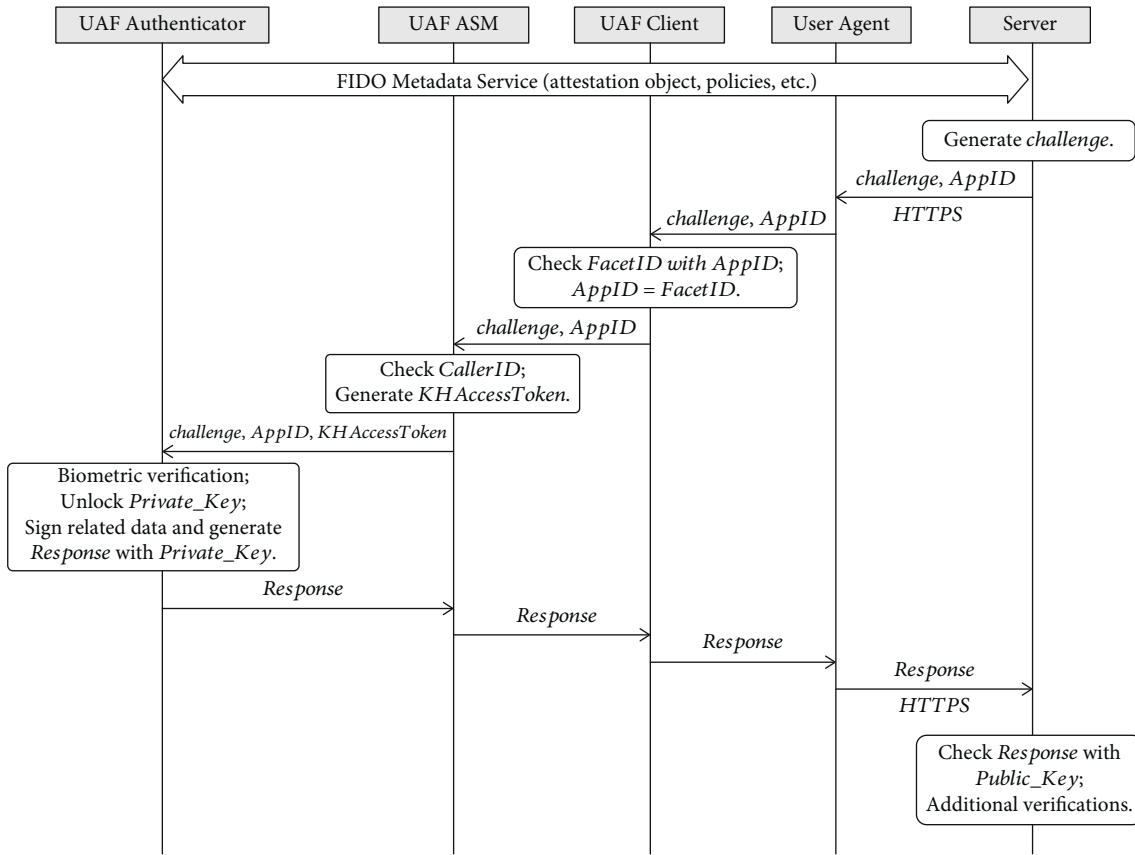 UAF Authenticator
UAF ASM
UAF Client
User Agent
Server
FIDO Metadata Service (attestation object, policies, etc.)
Generate challenge.
challenge, AppID
HTTPS
challenge, AppID
Check FacetID with AppID;
AppID = FacetID.
challenge, AppID
Check CallerID;
Generate KHAccessToken.
challenge, AppID, KHAccessToken
Biometric verification;
Unlock Private_Key;
Sign related data and generate
Response with Private_Key.
Response
Response
Response
Response
HTTPS
Check Response with
Public_Key;
Additional verifications.